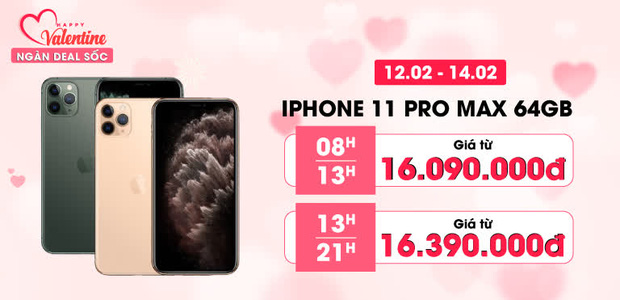 HAPPY
Valentine
NGÀN DEAL SỐC
12.02 - 14.02
IPHONE 11 PRO MAX 64GB
08H
13H
Giá từ
16.090.000đ
13H
21H
Giá từ
16.390.000đ